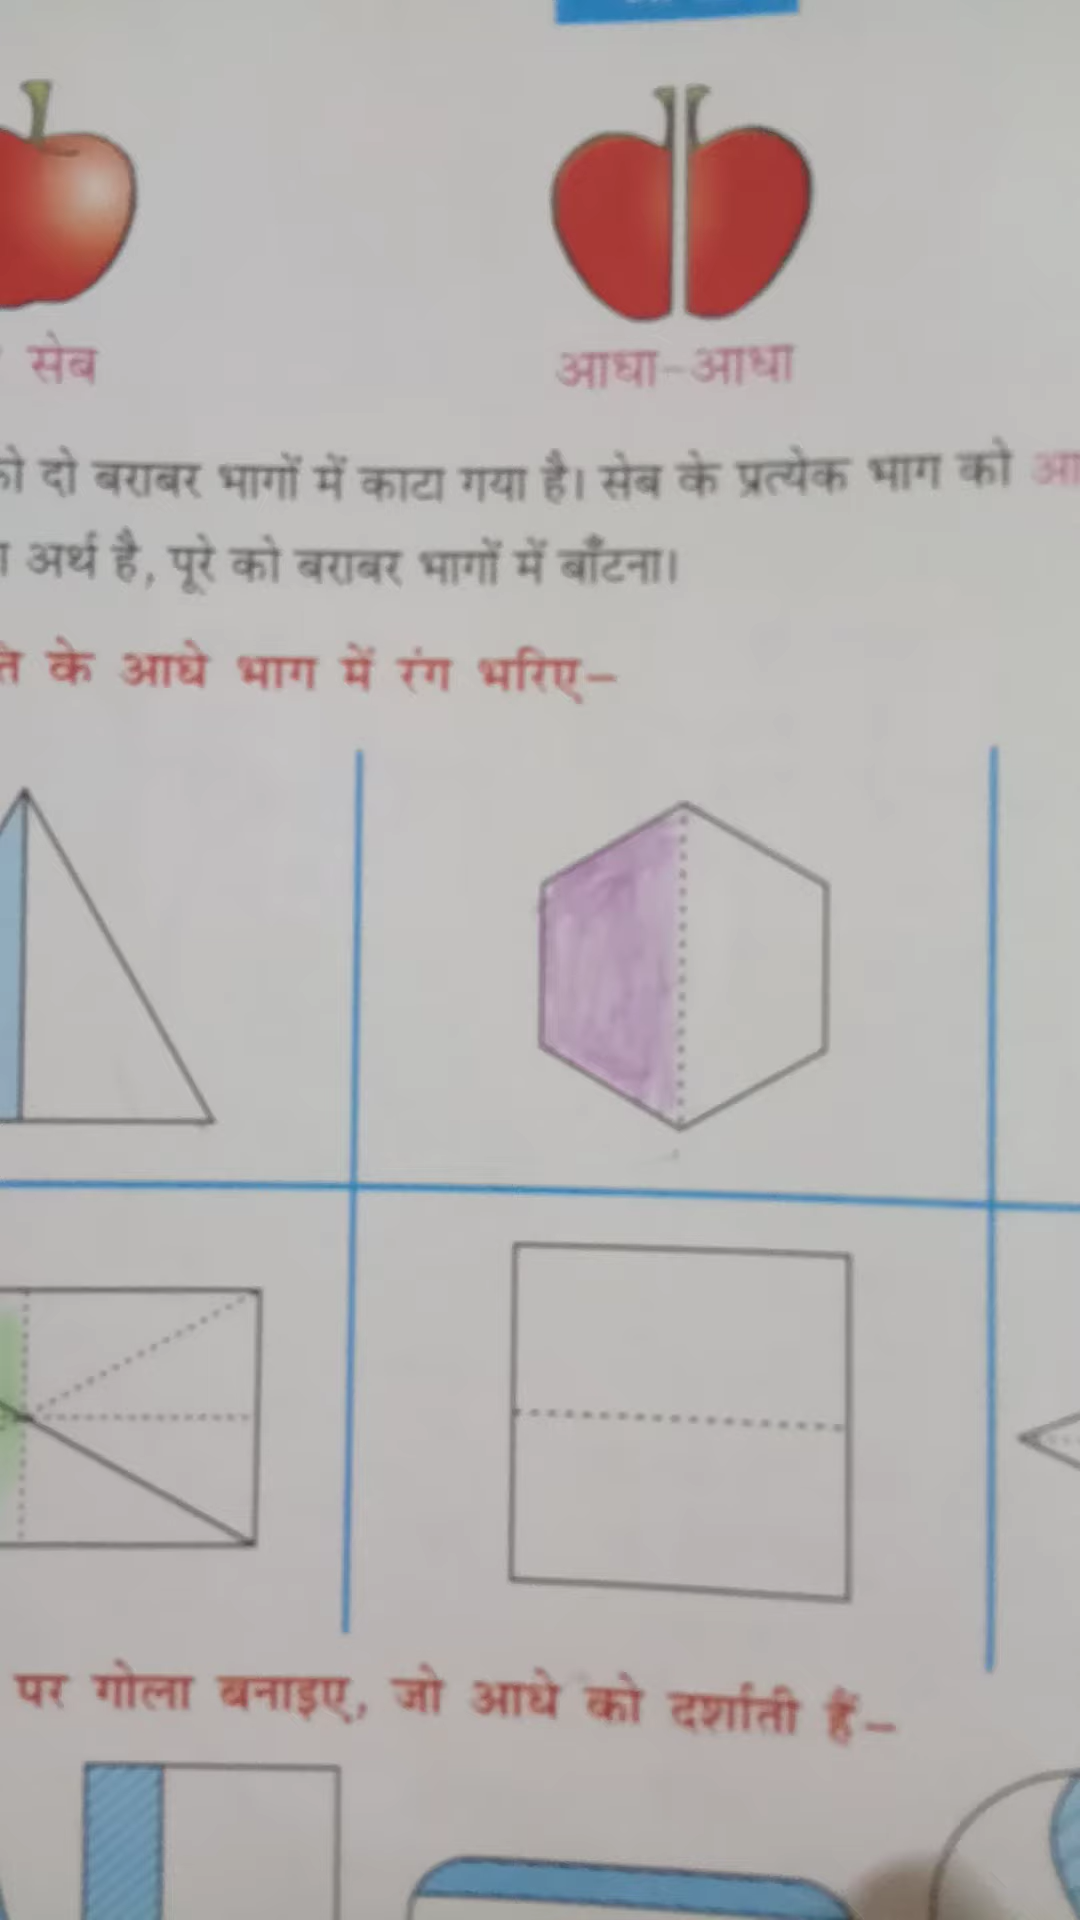 सेब
आधा-आधा
को दो बराबर भागों में काटा गया है। सेब के प्रत्येक भाग को
अर्थ है, पूरे को बराबर भागों में बाँटना।
के आधे भाग में रंग भरिए–
पर गोला बनाइए, जो आधे को दर्शाती हैं–